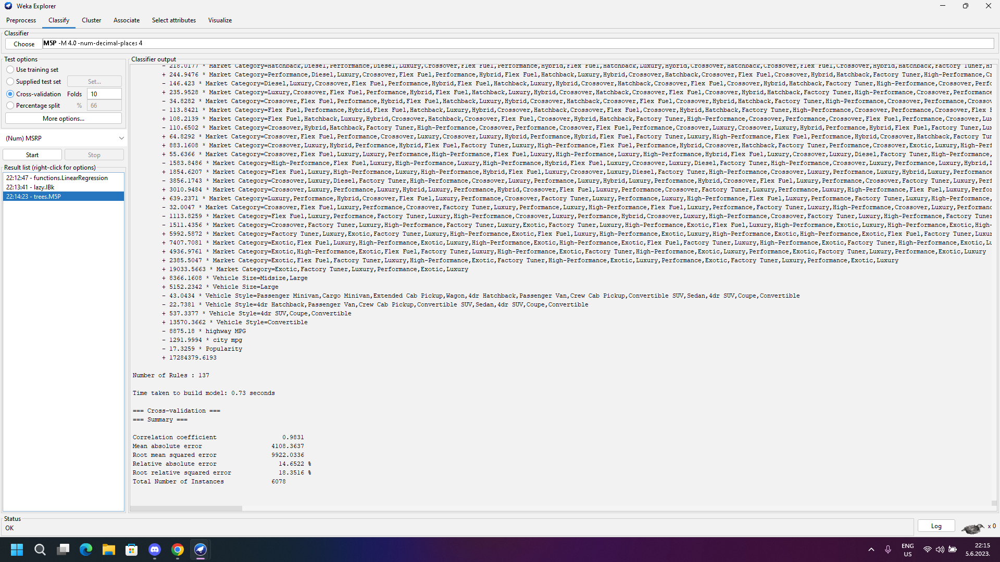 Weka Explorer
Preprocess Classify Cluster Associate Select attributes Visualize
Classifier
Choose M5P -M 4.0 -num-decimal-places 4
Test options
Use training set
Supplied test set Set...
Cross-validation Folds 10
Percentage split % 66
More options...
(Num) MSRP
Start Stop
Result list (right-click for options)
22:12:47 - functions.LinearRegression
22:13:41 - lazy.IBk
22:14:23 - trees.M5P
Classifier output
- 218.0177 * Market Category=Hatchback,Diesel,Performance,Diesel,Luxury,Crossover,Flex Fuel,Performance,Hybrid,Flex Fuel,Hatchback,Luxury,Hybrid,Crossover,Hatchback,Crossover,Flex Fuel,Crossover,Hybrid,Hatchback,Factory Tuner,Hi
+ 244.9476 * Market Category=Performance,Diesel,Luxury,Crossover,Flex Fuel,Performance,Hybrid,Flex Fuel,Hatchback,Luxury,Hybrid,Crossover,Hatchback,Crossover,Flex Fuel,Crossover,Hybrid,Hatchback,Factory Tuner,High-Performance,Cr
- 146.423 * Market Category=Diesel,Luxury,Crossover,Flex Fuel,Performance,Hybrid,Flex Fuel,Hatchback,Luxury,Hybrid,Crossover,Hatchback,Crossover,Flex Fuel,Crossover,Hybrid,Hatchback,Factory Tuner,High-Performance,Crossover,Perfo
+ 235.9528 * Market Category=Luxury,Crossover,Flex Fuel,Performance,Hybrid,Flex Fuel,Hatchback,Luxury,Hybrid,Crossover,Hatchback,Crossover,Flex Fuel,Crossover,Hybrid,Hatchback,Factory Tuner,High-Performance,Crossover,Performance
- 34.8282 * Market Category=Crossover,Flex Fuel,Performance,Hybrid,Flex Fuel,Hatchback,Luxury,Hybrid,Crossover,Hatchback,Crossover,Flex Fuel,Crossover,Hybrid,Hatchback,Factory Tuner,High-Performance,Crossover,Performance,Crossov
- 113.8421 * Market Category=Flex Fuel,Performance,Hybrid,Flex Fuel,Hatchback,Luxury,Hybrid,Crossover,Hatchback,Crossover,Flex Fuel,Crossover,Hybrid,Hatchback,Factory Tuner,High-Performance,Crossover,Performance,Crossover,Flex F
+ 108.2139 * Market Category=Flex Fuel,Hatchback,Luxury,Hybrid,Crossover,Hatchback,Crossover,Flex Fuel,Crossover,Hybrid,Hatchback,Factory Tuner,High-Performance,Crossover,Performance,Crossover,Flex Fuel,Performance,Crossover,Lux
- 110.6502 * Market Category=Crossover,Hybrid,Hatchback,Factory Tuner,High-Performance,Crossover,Performance,Crossover,Flex Fuel,Performance,Crossover,Luxury,Crossover,Luxury,Hybrid,Performance,Hybrid,Flex Fuel,Factory Tuner,Lux
+ 64.8292 * Market Category=Crossover,Flex Fuel,Performance,Crossover,Luxury,Crossover,Luxury,Hybrid,Performance,Hybrid,Flex Fuel,Factory Tuner,Luxury,High-Performance,Flex Fuel,Performance,Hybrid,Crossover,Hatchback,Factory Tun
+ 883.1608 * Market Category=Crossover,Luxury,Hybrid,Performance,Hybrid,Flex Fuel,Factory Tuner,Luxury,High-Performance,Flex Fuel,Performance,Hybrid,Crossover,Hatchback,Factory Tuner,Performance,Crossover,Exotic,Luxury,High-Perf
+ 55.6366 * Market Category=Crossover,Flex Fuel,Luxury,Luxury,Performance,High-Performance,Flex Fuel,Luxury,High-Performance,Luxury,High-Performance,Hybrid,Flex Fuel,Luxury,Crossover,Luxury,Diesel,Factory Tuner,High-Performance,
- 1583.8486 * Market Category=High-Performance,Flex Fuel,Luxury,High-Performance,Luxury,High-Performance,Hybrid,Flex Fuel,Luxury,Crossover,Luxury,Diesel,Factory Tuner,High-Performance,Crossover,Luxury,Performance,Luxury,Hybrid,L
+ 1854.6207 * Market Category=Flex Fuel,Luxury,High-Performance,Luxury,High-Performance,Hybrid,Flex Fuel,Luxury,Crossover,Luxury,Diesel,Factory Tuner,High-Performance,Crossover,Luxury,Performance,Luxury,Hybrid,Luxury,Performance
- 3856.1743 * Market Category=Crossover,Luxury,Diesel,Factory Tuner,High-Performance,Crossover,Luxury,Performance,Luxury,Hybrid,Luxury,Performance,Hybrid,Crossover,Flex Fuel,Luxury,Performance,Crossover,Factory Tuner,Luxury,Perf
+ 3010.9484 * Market Category=Crossover,Luxury,Performance,Luxury,Hybrid,Luxury,Performance,Hybrid,Crossover,Flex Fuel,Luxury,Performance,Crossover,Factory Tuner,Luxury,Performance,Luxury,High-Performance,Flex Fuel,Luxury,Perfor
+ 639.2371 * Market Category=Luxury,Performance,Hybrid,Crossover,Flex Fuel,Luxury,Performance,Crossover,Factory Tuner,Luxury,Performance,Luxury,High-Performance,Flex Fuel,Luxury,Performance,Factory Tuner,Luxury,High-Performance,
- 32.0047 * Market Category=Flex Fuel,Luxury,Performance,Crossover,Factory Tuner,Luxury,Performance,Luxury,High-Performance,Flex Fuel,Luxury,Performance,Factory Tuner,Luxury,High-Performance,Crossover,Luxury,Performanc
- 1113.8259 * Market Category=Flex Fuel,Luxury,Performance,Factory Tuner,Luxury,High-Performance,Crossover,Luxury,Performance,Hybrid,Crossover,Luxury,High-Performance,Crossover,Factory Tuner,Luxury,High-Performance,Factory Tuner
- 1511.4356 * Market Category=Crossover,Factory Tuner,Luxury,High-Performance,Factory Tuner,Luxury,Exotic,Factory Tuner,Luxury,High-Performance,Exotic,Flex Fuel,Luxury,High-Performance,Exotic,Luxury,High-Performance,Exotic,High-
+ 5992.5872 * Market Category=Factory Tuner,Luxury,Exotic,Factory Tuner,Luxury,High-Performance,Exotic,Flex Fuel,Luxury,High-Performance,Exotic,Luxury,High-Performance,Exotic,High-Performance,Exotic,Flex Fuel,Factory Tuner,Luxur
+ 7407.7081 * Market Category=Exotic,Flex Fuel,Luxury,High-Performance,Exotic,Luxury,High-Performance,Exotic,High-Performance,Exotic,Flex Fuel,Factory Tuner,Luxury,High-Performance,Exotic,Factory Tuner,High-Performance,Exotic,Lu
+ 4936.9761 * Market Category=Exotic,High-Performance,Exotic,Flex Fuel,Factory Tuner,Luxury,High-Performance,Exotic,Factory Tuner,High-Performance,Exotic,Luxury,Performance,Exotic,Factory Tuner,Luxury,Performance,Exotic,Luxury
+ 2385.5047 * Market Category=Exotic,Flex Fuel,Factory Tuner,Luxury,High-Performance,Exotic,Factory Tuner,High-Performance,Exotic,Luxury,Performance,Exotic,Factory Tuner,Luxury,Performance,Exotic,Luxury
+ 19033.5663 * Market Category=Exotic,Factory Tuner,Luxury,Performance,Exotic,Luxury
+ 8366.1608 * Vehicle Size=Midsize,Large
+ 5152.2342 * Vehicle Size=Large
- 43.0434 * Vehicle Style=Passenger Minivan,Cargo Minivan,Extended Cab Pickup,Wagon,4dr Hatchback,Passenger Van,Crew Cab Pickup,Convertible SUV,Sedan,4dr SUV,Coupe,Convertible
- 22.7381 * Vehicle Style=4dr Hatchback,Passenger Van,Crew Cab Pickup,Convertible SUV,Sedan,4dr SUV,Coupe,Convertible
+ 537.3377 * Vehicle Style=4dr SUV,Coupe,Convertible
+ 13570.3662 * Vehicle Style=Convertible
- 8875.18 * highway MPG
- 1291.9994 * city mpg
- 17.3259 * Popularity
+ 17284379.6193
Number of Rules : 137
Time taken to build model: 0.73 seconds
=== Cross-validation ===
=== Summary ===
Correlation coefficient 0.9831
Mean absolute error 4108.3637
Root mean squared error 9922.0336
Relative absolute error 14.6522 %
Root relative squared error 18.3516 %
Total Number of Instances 6078
Status
OK
Log
x 0
ENG
US
22:15
5.6.2023.